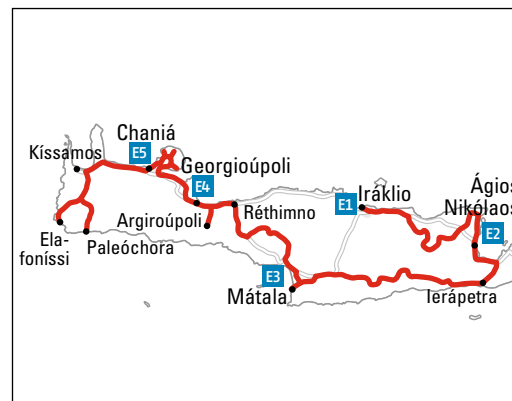 Chaniá
Kíssamos
E5
Georgioúpoli
E4
Argiroúpoli
Réthimno
Ela-
foníssi
Paleóchora
E1
Iráklio
Ágios
Nikólaos
E2
E3
Mátala
Ierápetra